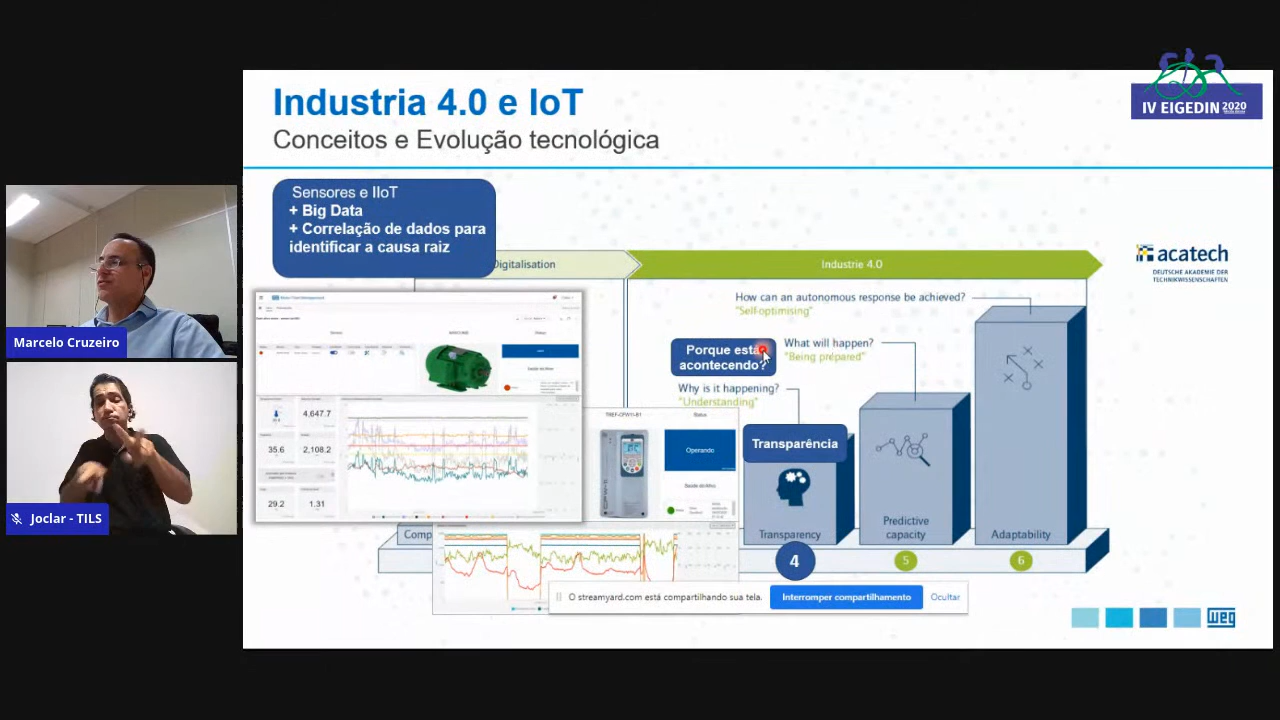 Industria 4.0 e IoT
Conceitos e Evolução tecnológica
IV EIGEDIN 2020
Sensores e IIoT
+ Big Data
+ Correlação de dados para
identificar a causa raiz
Digitalisation
Industrie 4.0
acatech
DEUTSCHE AKADEMIE DER
TECHNIKWISSENSCHAFTEN
How can an autonomous response be achieved?
"Self-optimising"
Porque está
acontecendo?
What will happen?
"Being prepared"
Why is it happening?
"Understanding"
Status
4,647.7
35.6
2,108.2
29.2
1.31
Operando
Transparência
Transparency
Predictive
capacity
Adaptability
Comp
4
5
6
O streamyard.com está compartilhando sua tela.
Interromper compartilhamento
Ocultar
weg
Marcelo Cruzeiro
Joclar - TILS